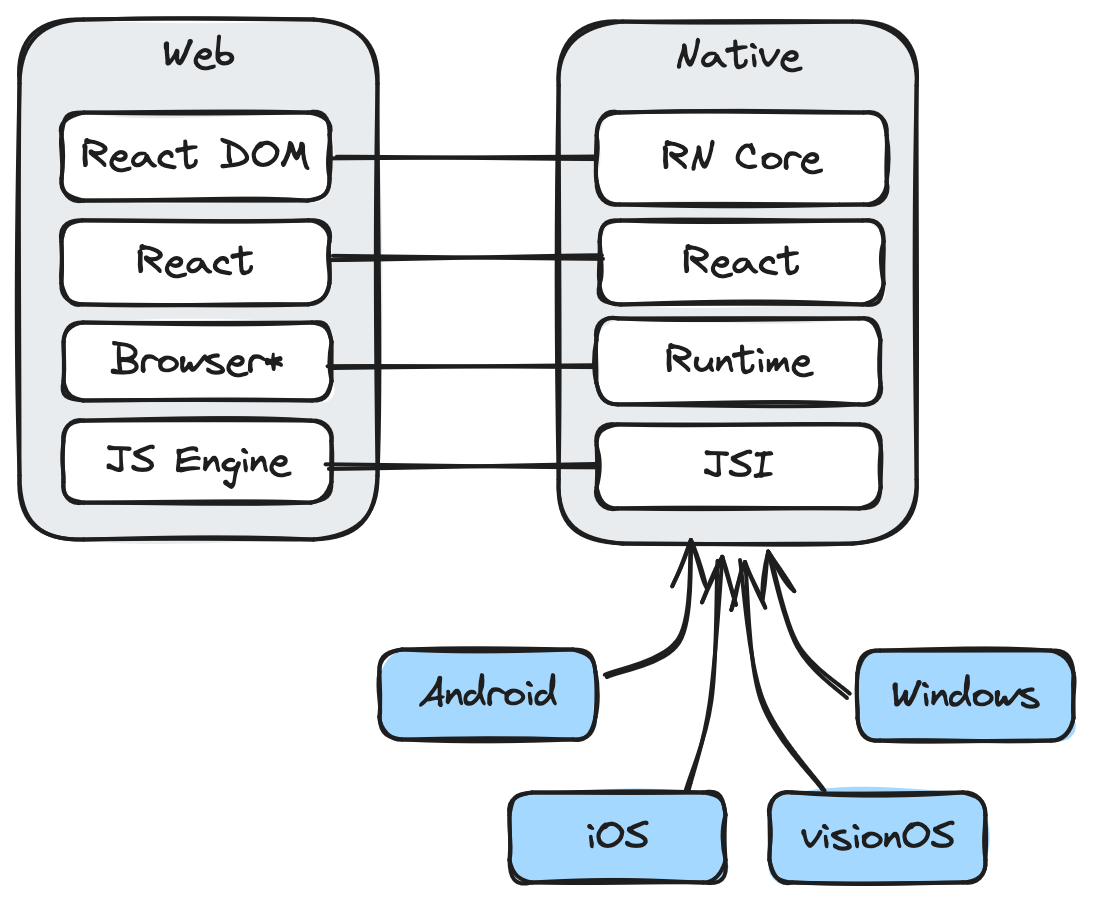 Web
React DOM
React
Browser*
JS Engine
Native
RN Core
React
Runtime
JSI
Android
Windows
iOS
visionOS